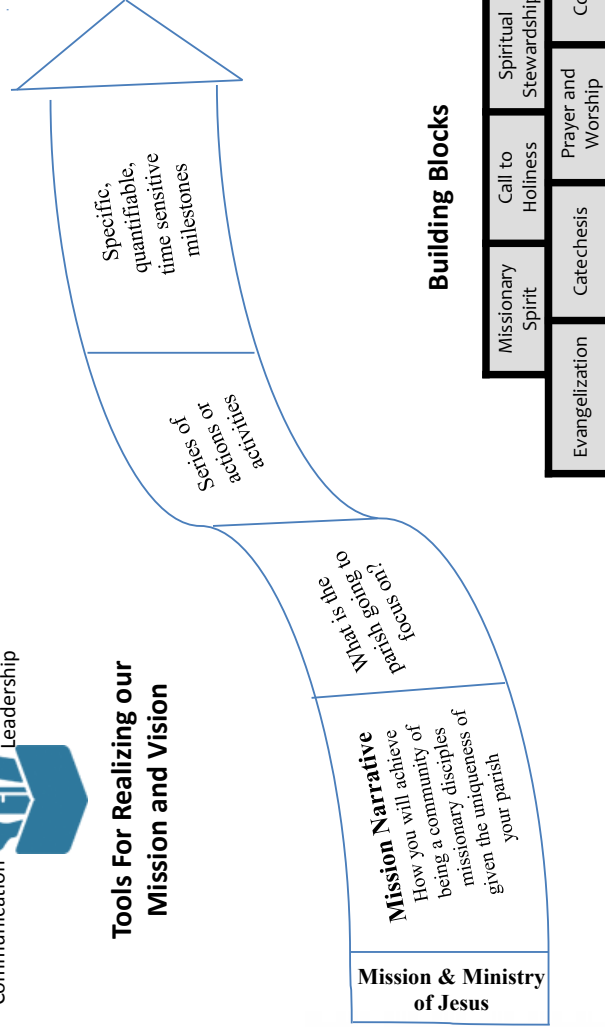 Communication
Leadership
Tools For Realizing our
Mission and Vision
Mission & Ministry
of Jesus
Mission Narrative
How you will achieve
being a community of
missionary disciples
given the uniqueness of
your parish
What is the
parish going to
focus on?
Series of
actions or
activities
Specific,
quantifiable,
time sensitive
milestones
Building Blocks
Missionary
Spirit
Call to
Holiness
Spiritual
Stewardship
Evangelization
Catechesis
Prayer and
Worship